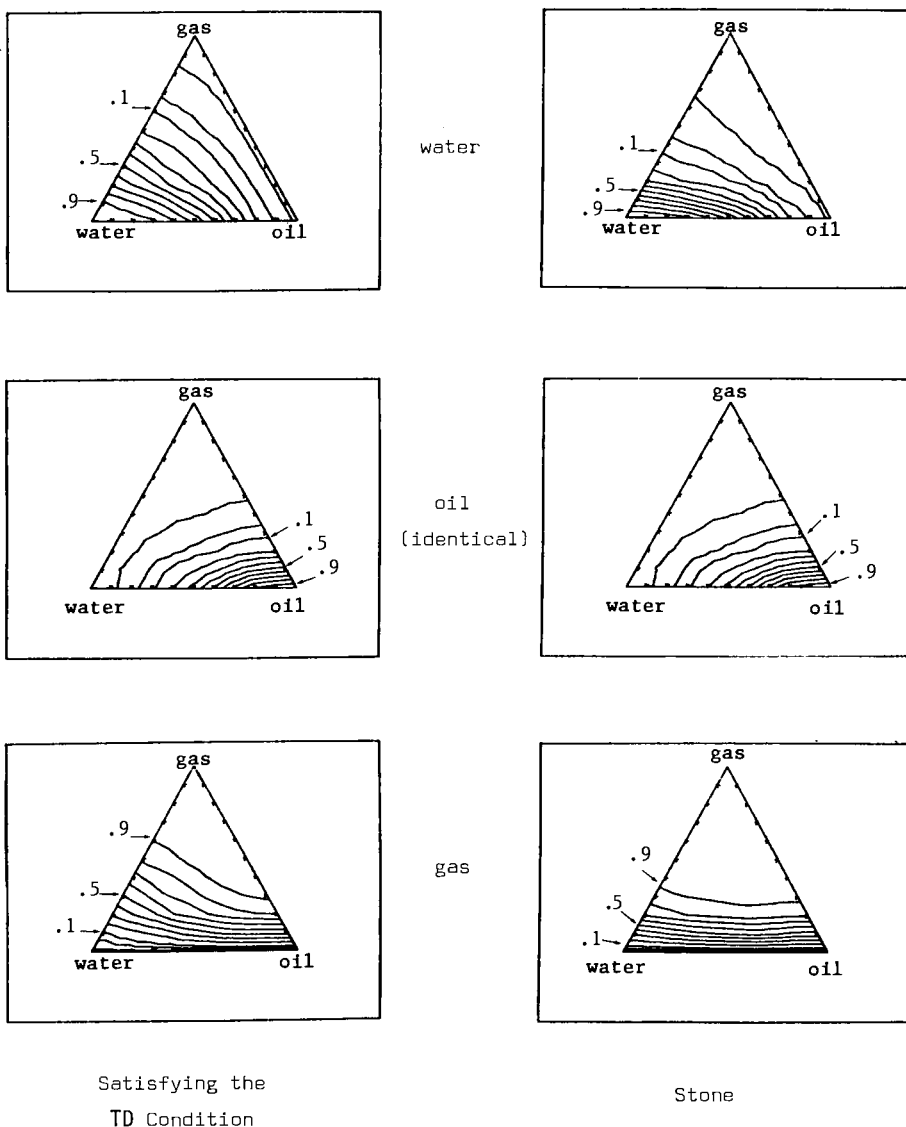 gas
.1
.5
.9
water oil
water
gas
.1
.5
.9
water oil
gas
.1
.5
.9
water oil
oil
(identical)
gas
.1
.5
.9
water oil
gas
.9
.5
.1
water oil
gas
gas
.9
.5
.1
water oil
Satisfying the
TD Condition
Stone